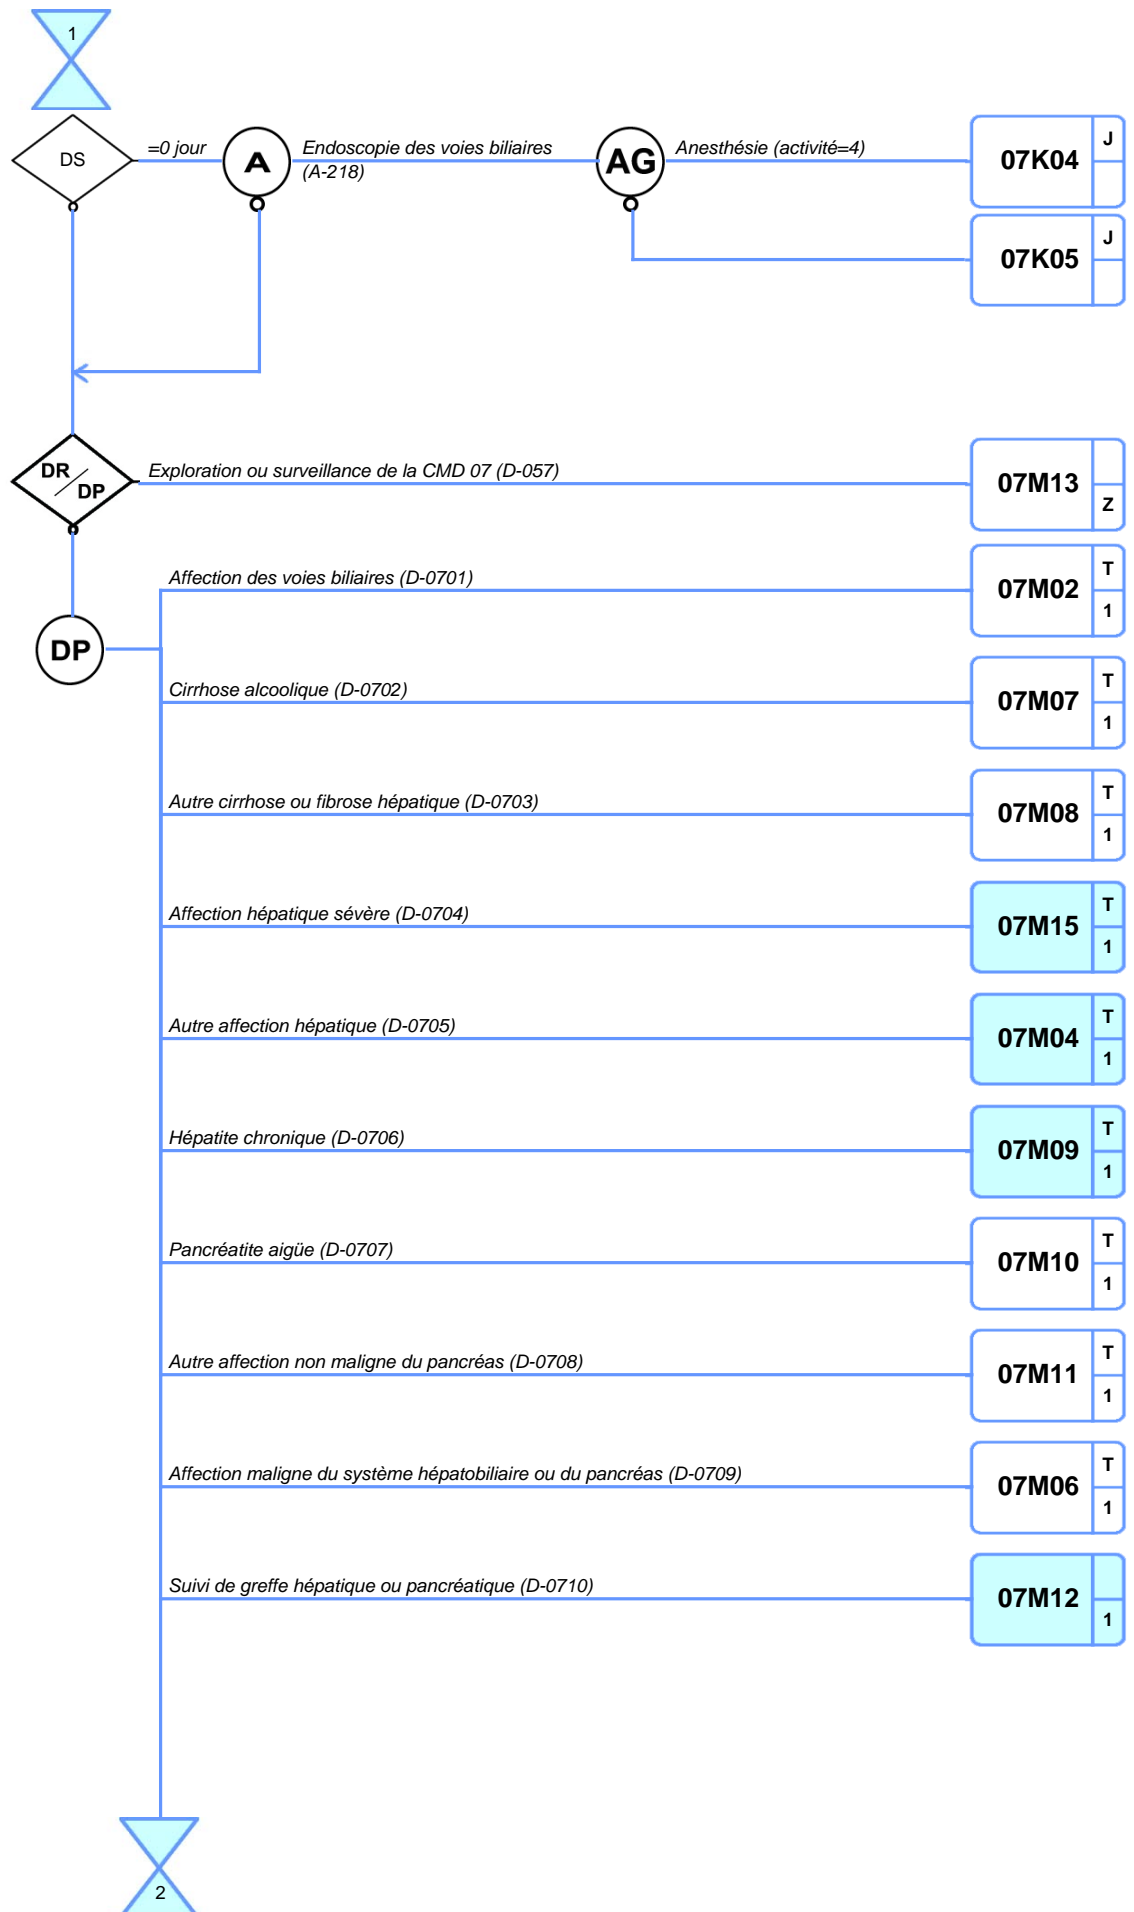 1
DS
=0 jour
A
Endoscopie des voies biliaires
(A-218)
AG
Anesthésie (activité=4)
07K04
J
07K05
J
DR
DP
Exploration ou surveillance de la CMD 07 (D-057)
07M13
Z
DP
Affection des voies biliaires (D-0701)
07M02
T
1
Cirrhose alcoolique (D-0702)
07M07
T
1
Autre cirrhose ou fibrose hépatique (D-0703)
07M08
T
1
Affection hépatique sévère (D-0704)
07M15
T
1
Autre affection hépatique (D-0705)
07M04
T
1
Hépatite chronique (D-0706)
07M09
T
1
Pancréatite aigüe (D-0707)
07M10
T
1
Autre affection non maligne du pancréas (D-0708)
07M11
T
1
Affection maligne du système hépatobiliaire ou du pancréas (D-0709)
07M06
T
1
Suivi de greffe hépatique ou pancréatique (D-0710)
07M12
1
2